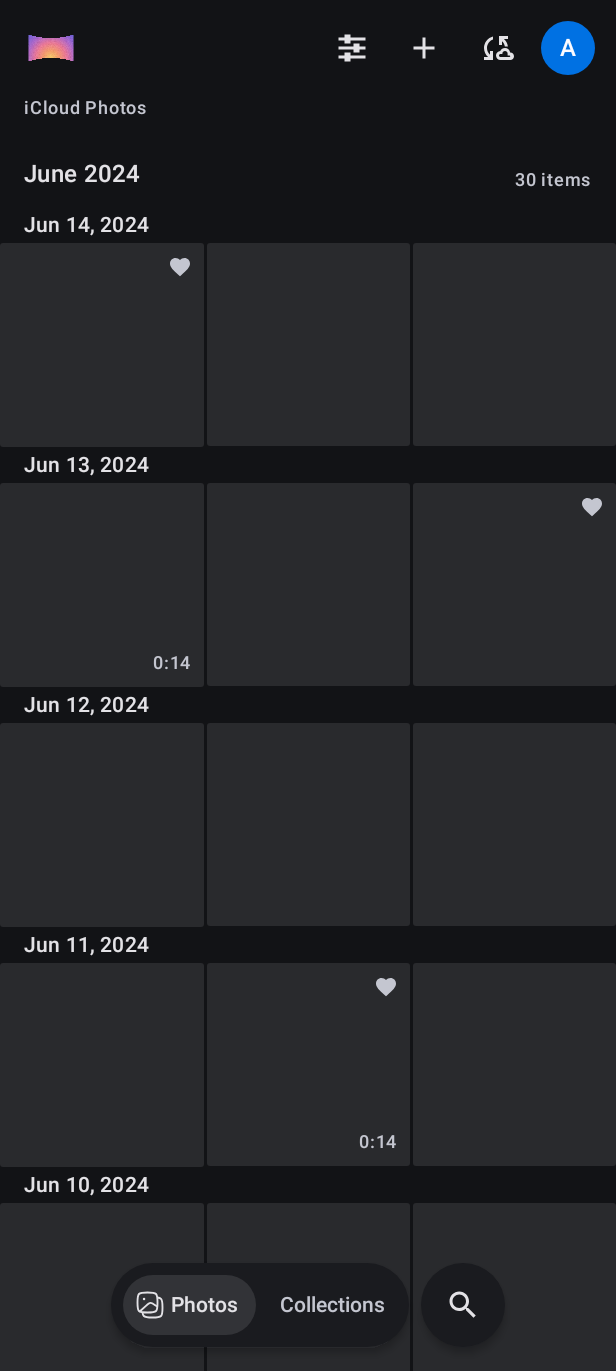 A
iCloud Photos
June 2024
30 items
Jun 14, 2024
Jun 13, 2024
0:14
Jun 12, 2024
Jun 11, 2024
0:14
Jun 10, 2024
Photos
Collections